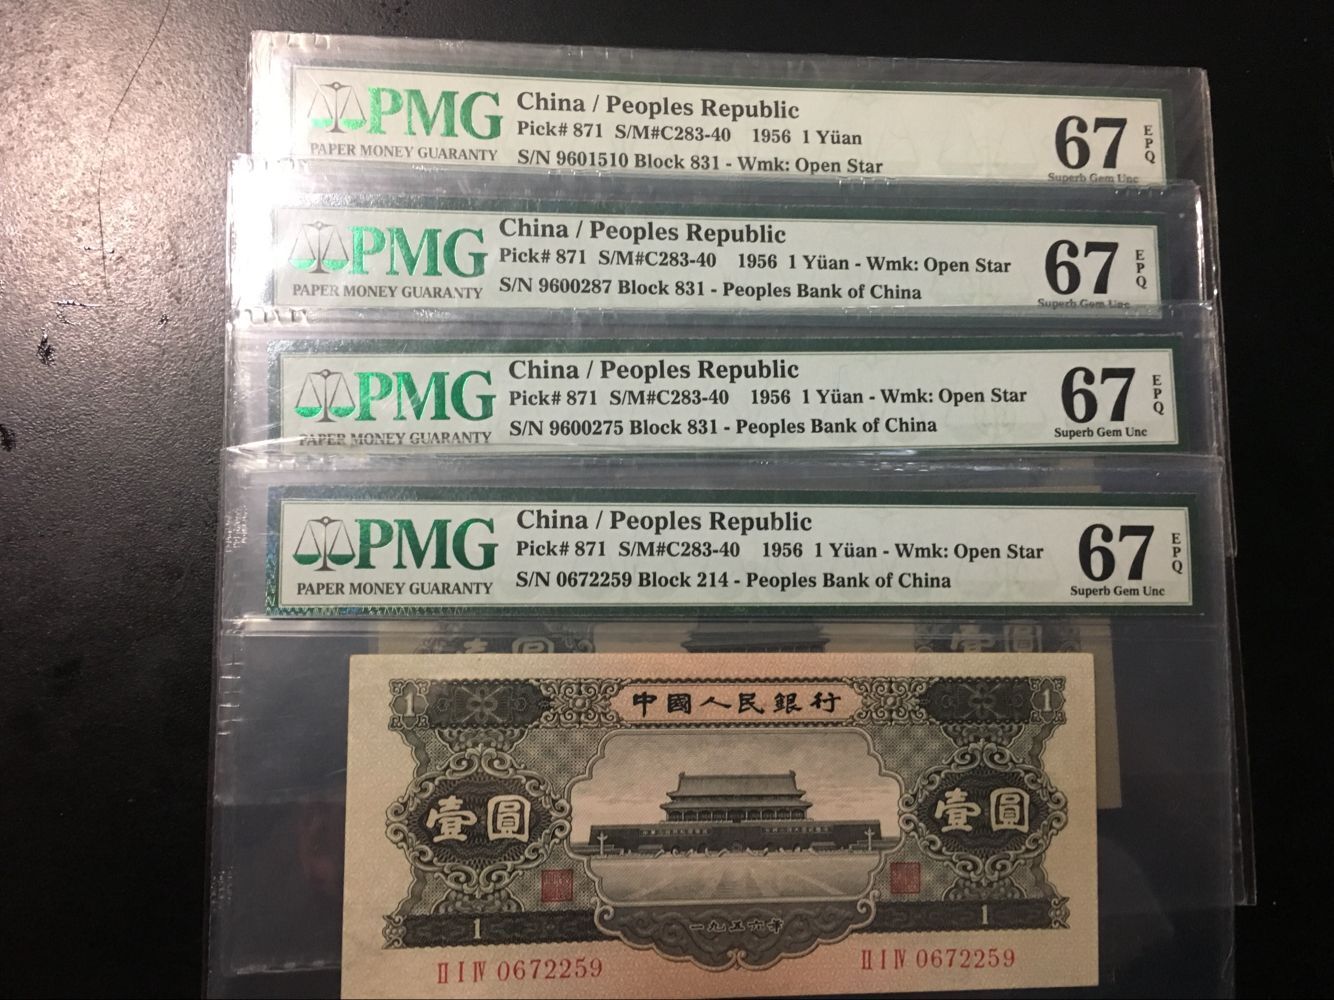 PMG
PAPER MONEY GUARANTY
China / Peoples Republic
Pick# 871 S/M#C283-40 1956 1 Yüan
S/N 9601510 Block 831 - Wmk: Open Star
67
EPQ
Superb Gem Unc
PMG
PAPER MONEY GUARANTY
China / Peoples Republic
Pick# 871 S/M#C283-40 1956 1 Yüan - Wmk: Open Star
S/N 9600287 Block 831 - Peoples Bank of China
67
EPQ
Superb Gem Unc
PMG
PAPER MONEY GUARANTY
China / Peoples Republic
Pick# 871 S/M#C283-40 1956 1 Yüan - Wmk: Open Star
S/N 9600275 Block 831 - Peoples Bank of China
67
EPQ
Superb Gem Unc
PMG
PAPER MONEY GUARANTY
China / Peoples Republic
Pick# 871 S/M#C283-40 1956 1 Yüan - Wmk: Open Star
S/N 0672259 Block 214 - Peoples Bank of China
67
EPQ
Superb Gem Unc
壹圓 壹圓
1 中國人民銀行 1
壹圓 壹圓
1 1
一九五六年
II I IV 0672259 II I IV 0672259